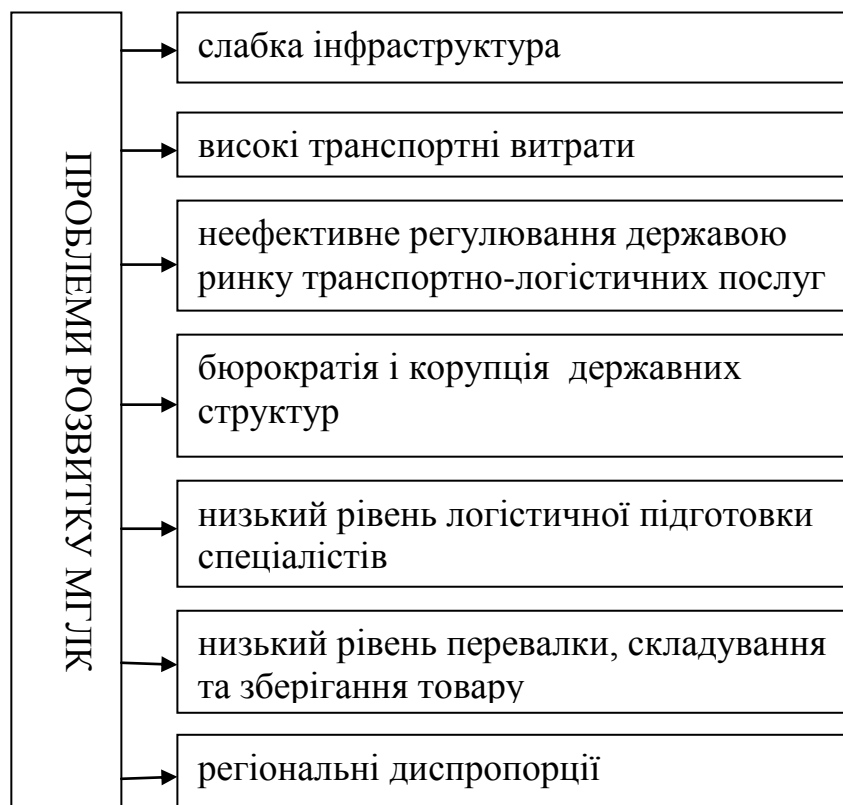 ПРОБЛЕМИ РОЗВИТКУ МГЛК
слабка інфраструктура
високі транспортні витрати
неефективне регулювання державою
ринку транспортно-логістичних послуг
бюрократія і корупція державних
структур
низький рівень логістичної підготовки
спеціалістів
низький рівень перевалки, складування
та зберігання товару
регіональні диспропорції